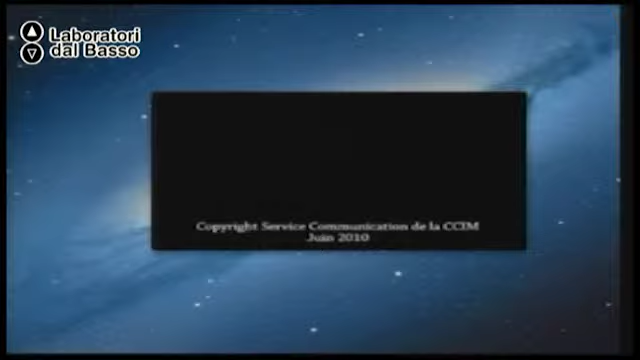 Laboratori
dal Basso
Copyright Service Communication de la CCIM
Juin 2010